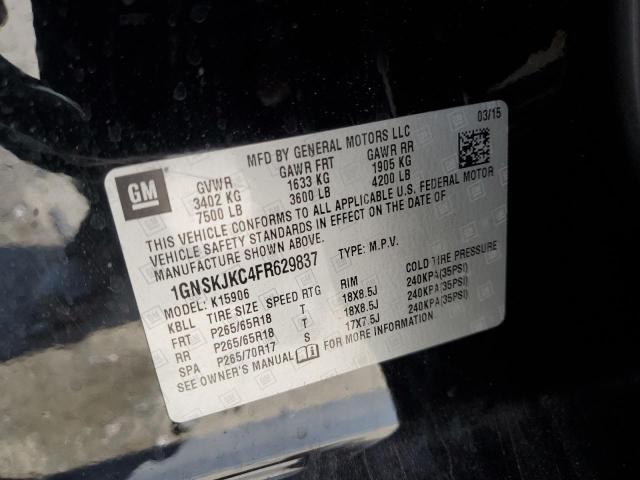 03/15
MFD BY GENERAL MOTORS LLC
GM
GVWR GAWR FRT GAWR RR
3402 KG 1633 KG 1905 KG
7500 LB 3600 LB 4200 LB
THIS VEHICLE CONFORMS TO ALL APPLICABLE U.S. FEDERAL MOTOR
VEHICLE SAFETY STANDARDS IN EFFECT ON THE DATE OF
MANUFACTURE SHOWN ABOVE.
1GNSKJKC4FR629837 TYPE: M.P.V.
MODEL: K15906
KBLL TIRE SIZE SPEED RTG RIM COLD TIRE PRESSURE
FRT P265/65R18 T 18X8.5J 240KPA(35PSI)
RR P265/65R18 T 18X8.5J 240KPA(35PSI)
SPA P265/70R17 S 17X7.5J 240KPA(35PSI)
SEE OWNER'S MANUAL FOR MORE INFORMATION.